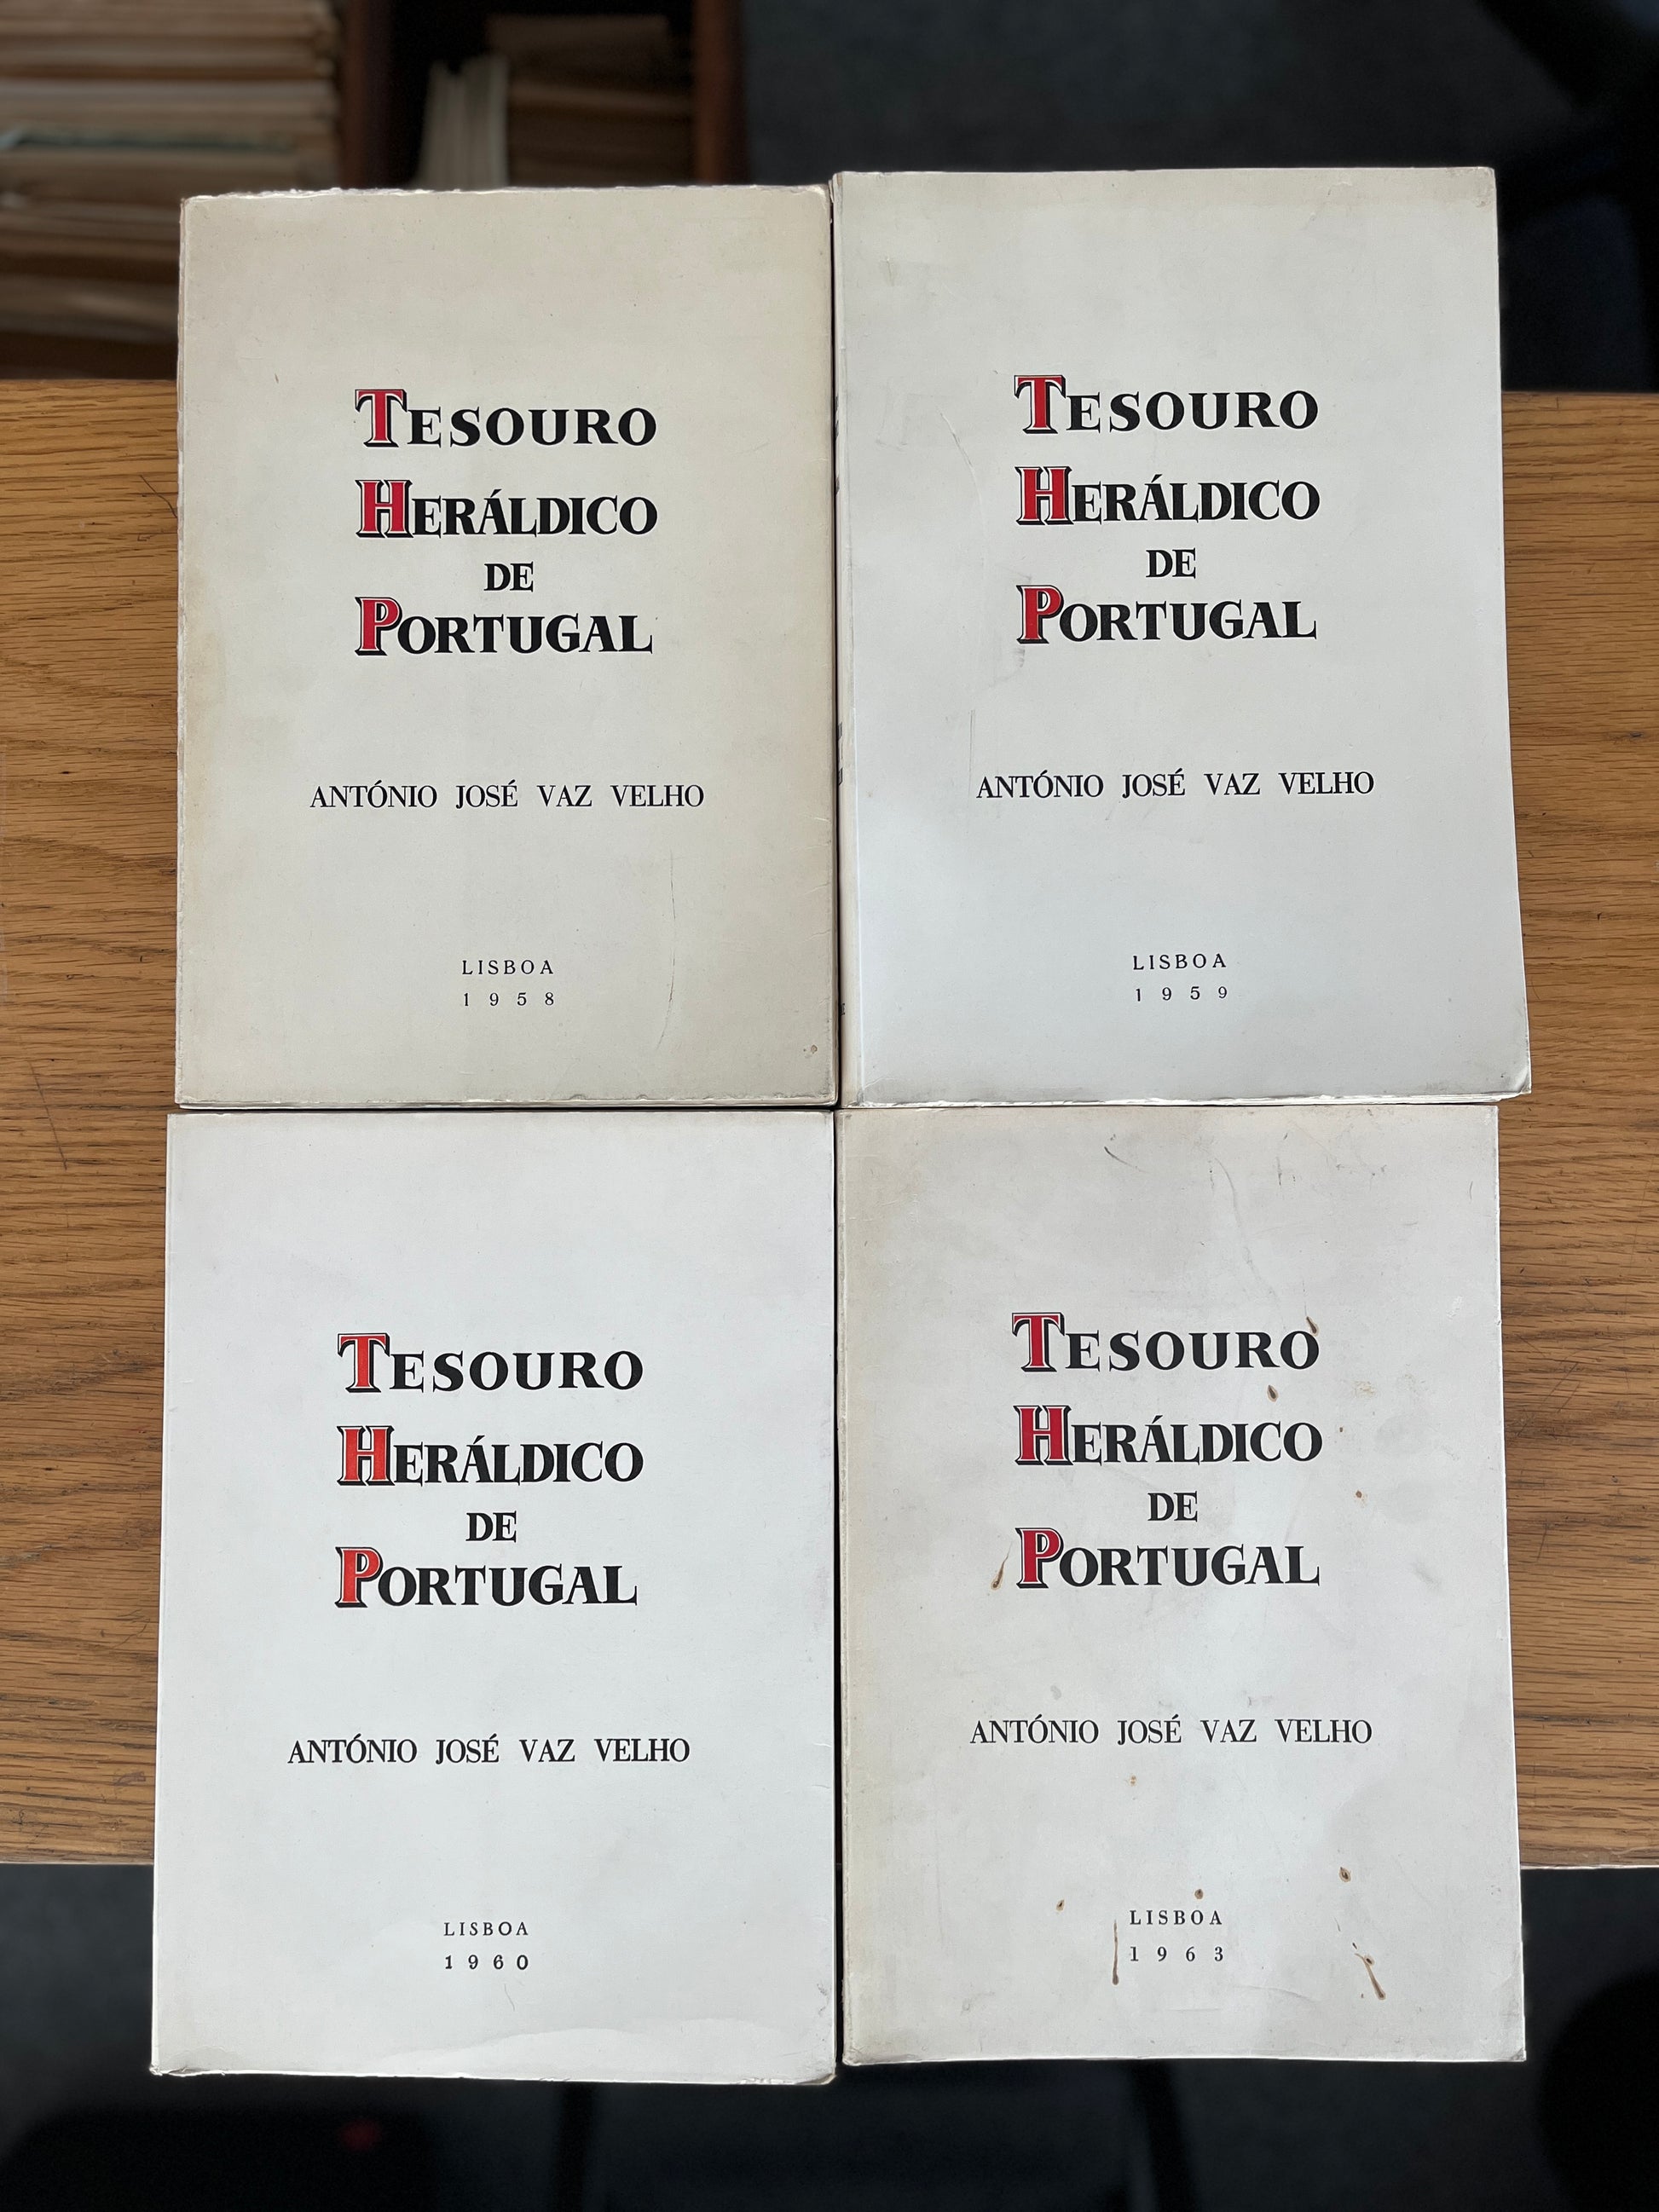 TESOURO
HERÁLDICO
DE
PORTUGAL
ANTÓNIO JOSÉ VAZ VELHO
LISBOA
1958
TESOURO
HERÁLDICO
DE
PORTUGAL
ANTÓNIO JOSÉ VAZ VELHO
LISBOA
1959
TESOURO
HERÁLDICO
DE
PORTUGAL
ANTÓNIO JOSÉ VAZ VELHO
LISBOA
1960
TESOURO
HERÁLDICO
DE
PORTUGAL
ANTÓNIO JOSÉ VAZ VELHO
LISBOA
1963